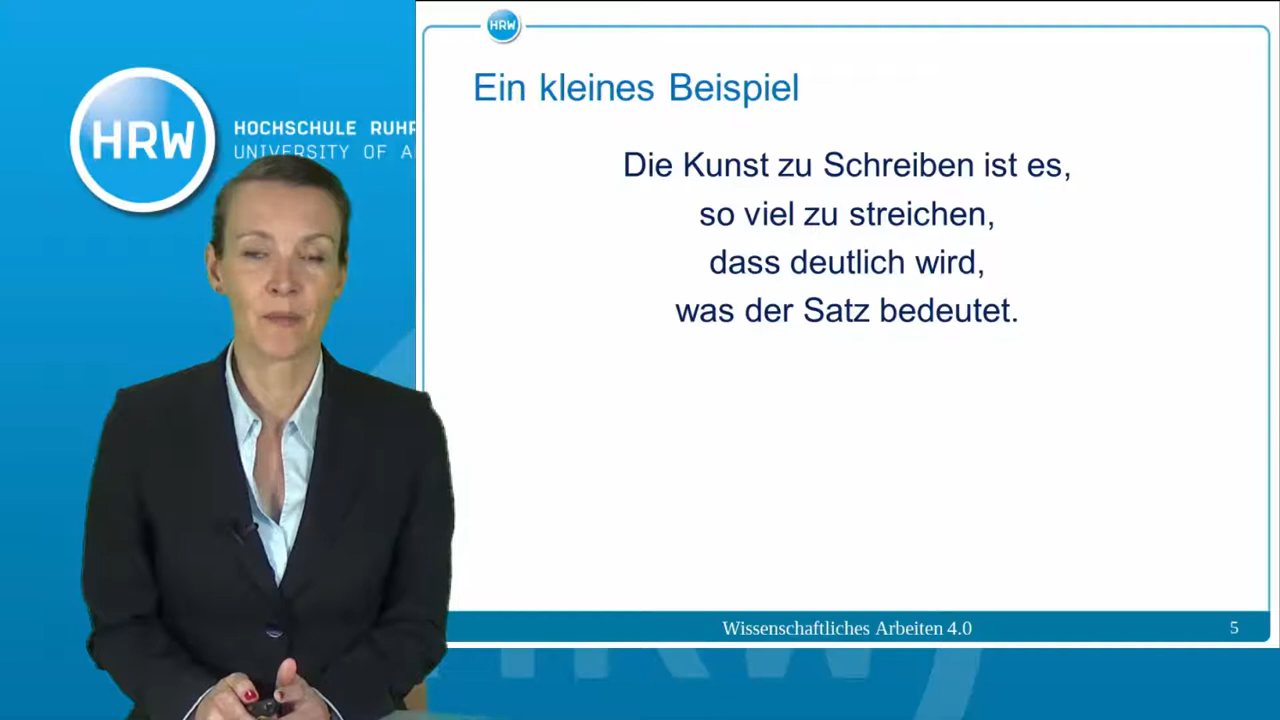 HRW
HOCHSCHULE RUHR
UNIVERSITY OF A
HRW
Ein kleines Beispiel
Die Kunst zu Schreiben ist es,
so viel zu streichen,
dass deutlich wird,
was der Satz bedeutet.
Wissenschaftliches Arbeiten 4.0
5
HRW